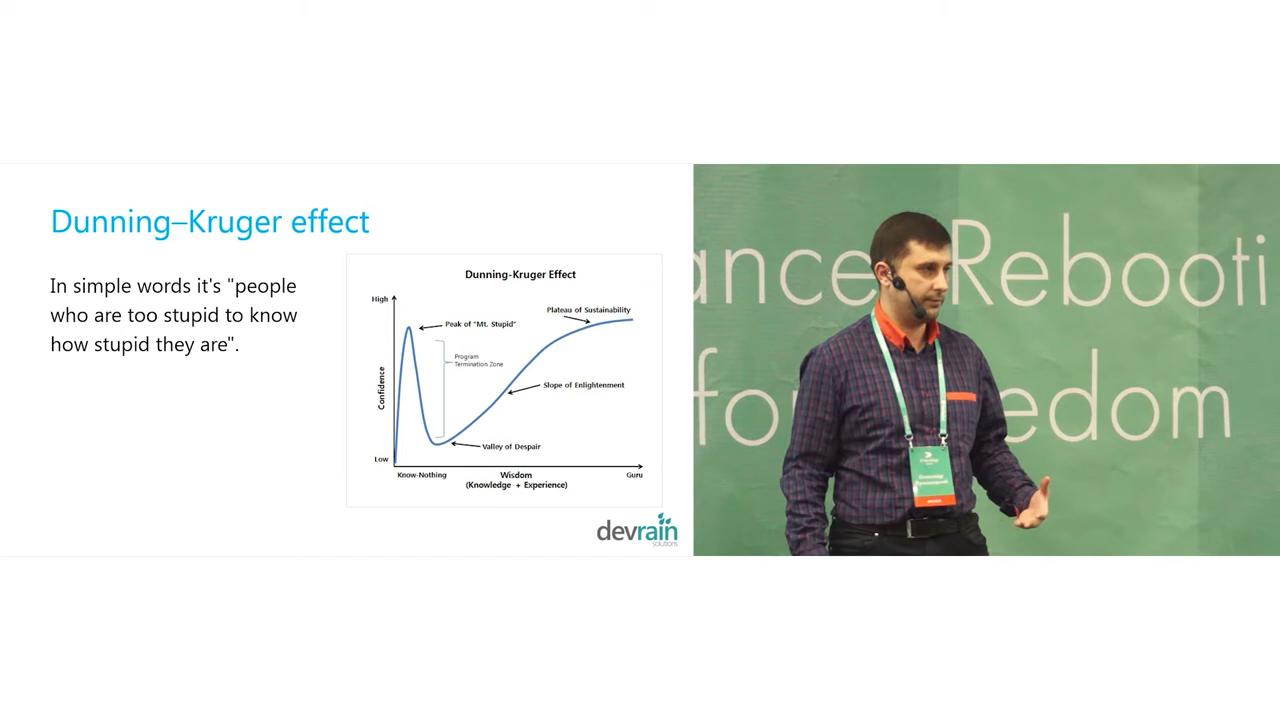 Dunning–Kruger effect
In simple words it's "people
who are too stupid to know
how stupid they are".
Dunning-Kruger Effect
High
Plateau of Sustainability
Peak of "Mt. Stupid"
Program
Termination Zone
Confidence
Slope of Enlightenment
Valley of Despair
Low
Know-Nothing
Wisdom
Guru
(Knowledge + Experience)
devrain
solutions
ance Rebooti
fo edom